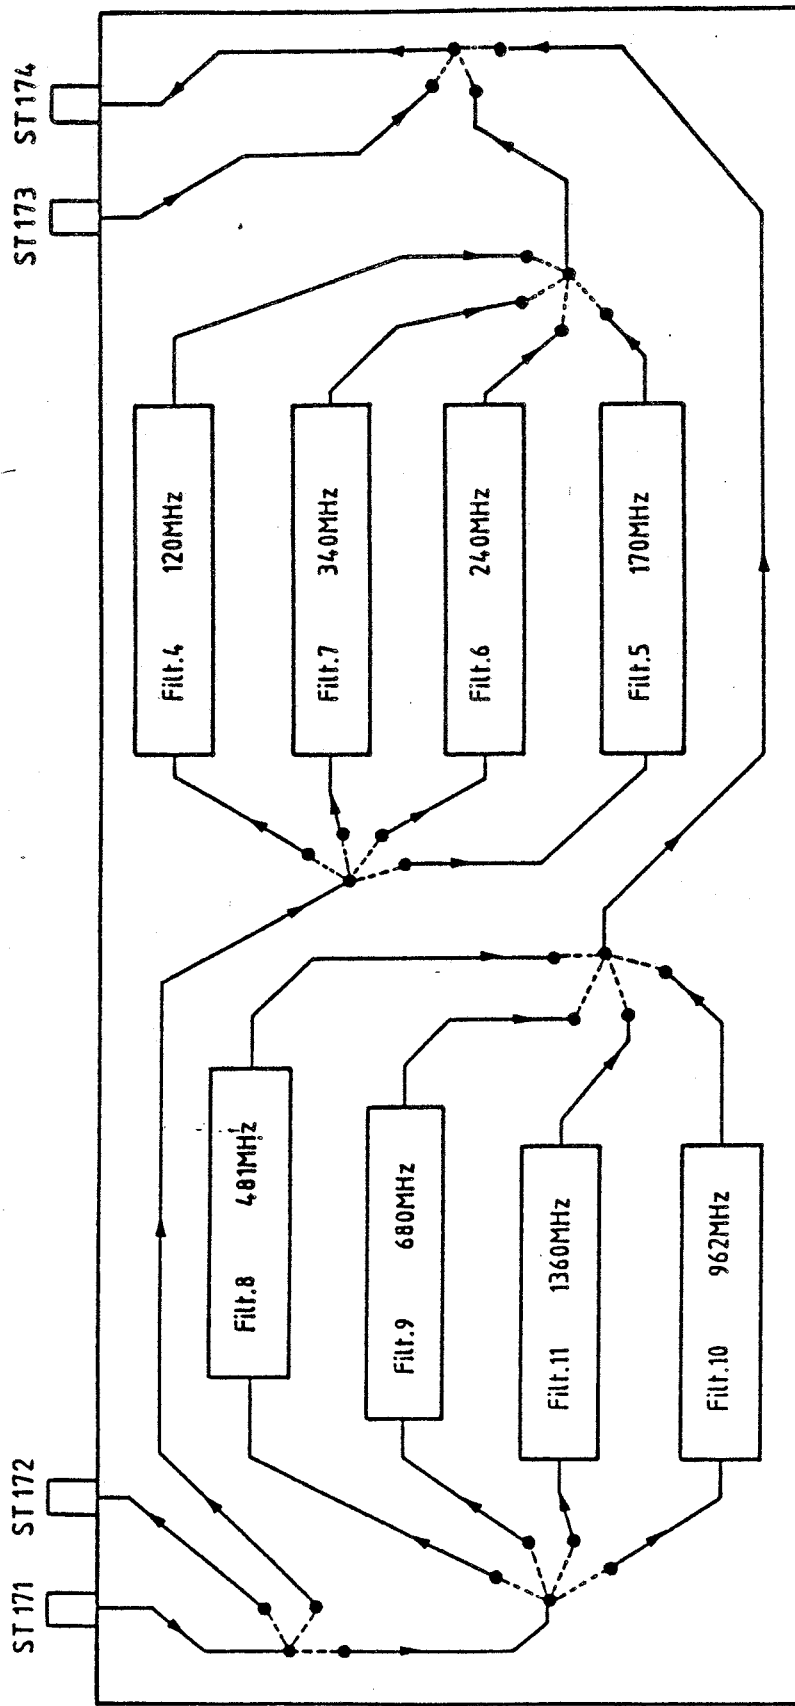 ST174
ST173
Filt.4 120MHz
Filt.7 340MHz
Filt.6 240MHz
Filt.5 170MHz
Filt.8 481MHz
Filt.9 680MHz
Filt.11 1360MHz
Filt.10 962MHz
ST172
ST171